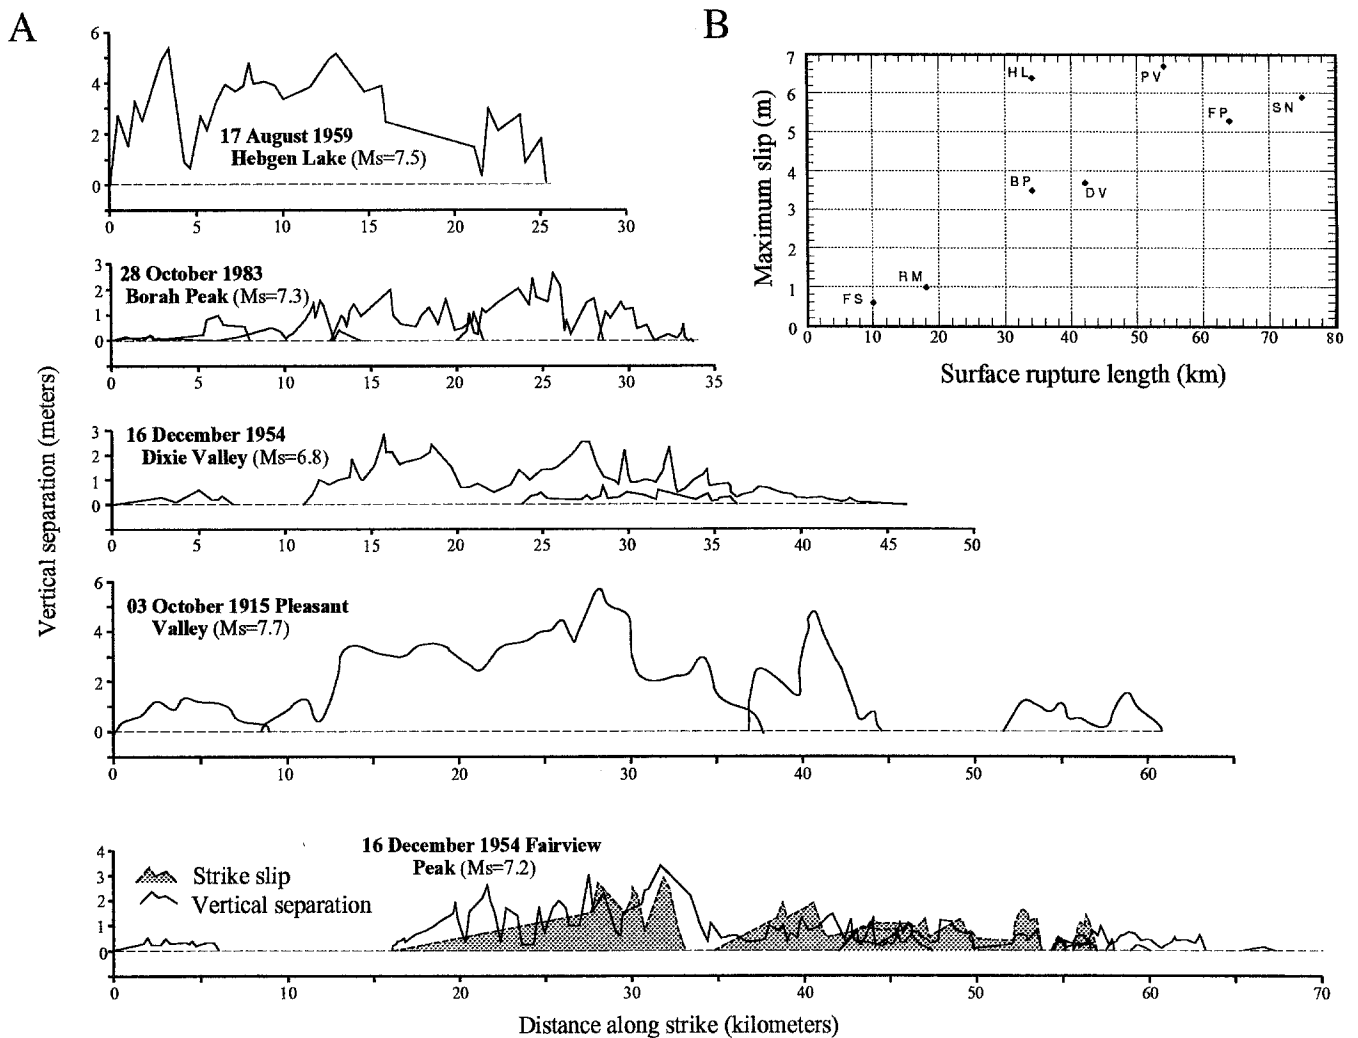 A
6
4
2
0
17 August 1959
Hebgen Lake (Ms=7.5)
0 5 10 15 20 25 30
3
2
1
0
28 October 1983
Borah Peak (Ms=7.3)
0 5 10 15 20 25 30 35
Vertical separation (meters)
3
2
1
0
16 December 1954
Dixie Valley (Ms=6.8)
0 5 10 15 20 25 30 35 40 45 50
6
4
2
0
03 October 1915 Pleasant
Valley (Ms=7.7)
0 10 20 30 40 50 60
4
3
2
1
0
16 December 1954 Fairview
Peak (Ms=7.2)
Strike slip
Vertical separation
0 10 20 30 40 50 60 70
Distance along strike (kilometers)
B
Maximum slip (m)
7
6
5
4
3
2
1
0
HL
PV
FP
SN
BP
DV
RM
FS
0 10 20 30 40 50 60 70 80
Surface rupture length (km)